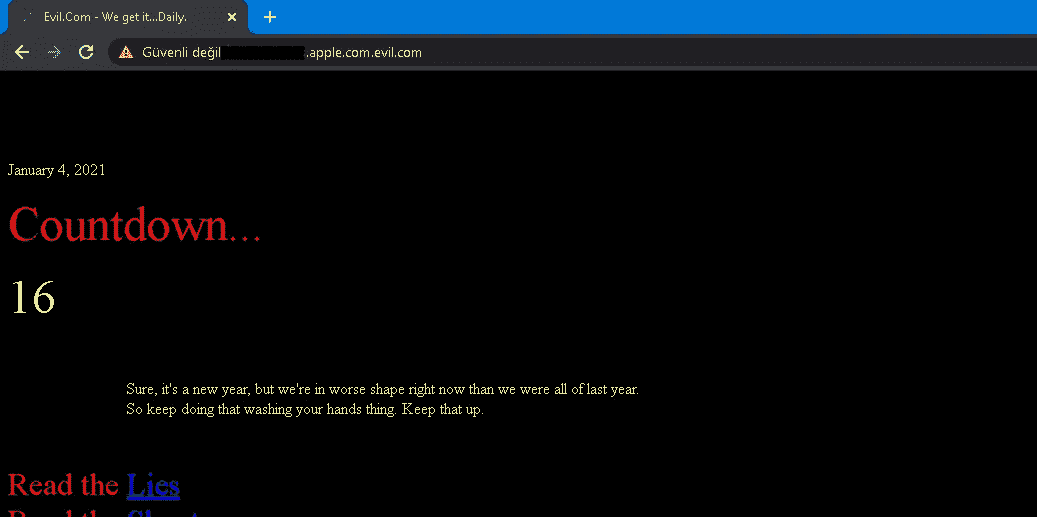 Evil.Com - We get it...Daily.
Güvenli değil .apple.com.evil.com
January 4, 2021
Countdown...
16
Sure, it's a new year, but we're in worse shape right now than we were all of last year.
So keep doing that washing your hands thing. Keep that up.
Read the Lies
Read the